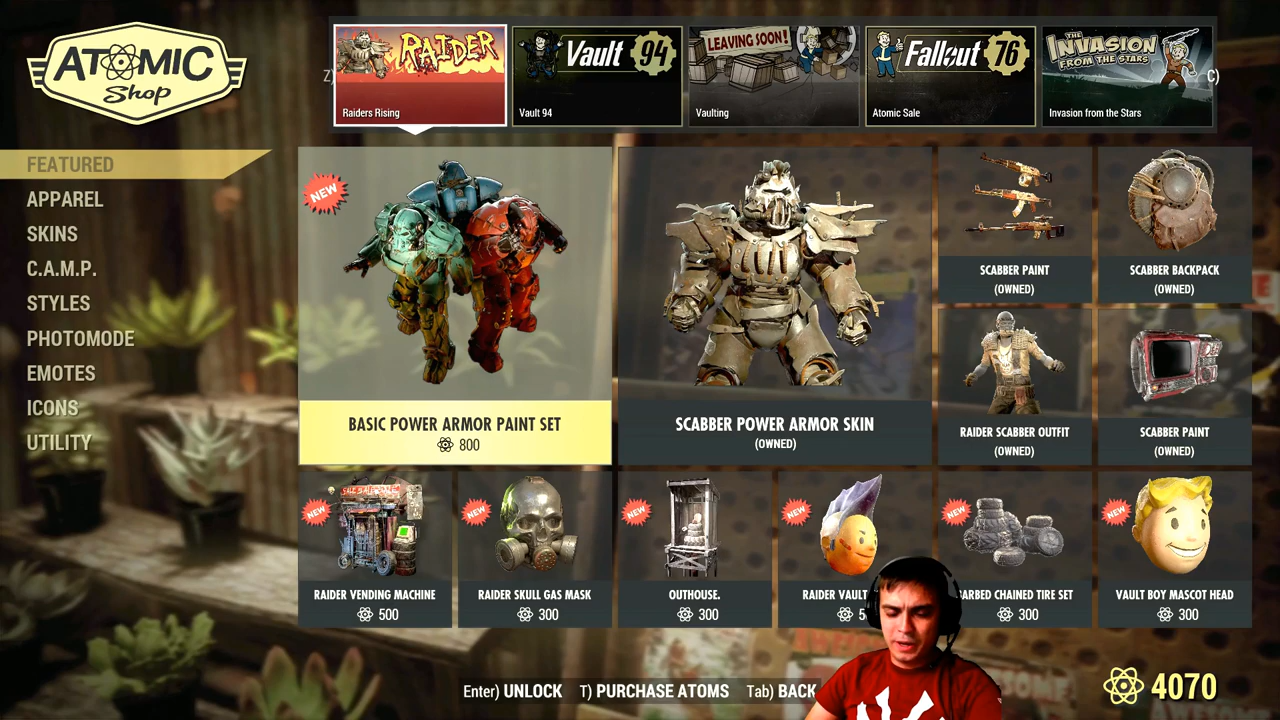 ATOMIC
Shop
Z)
RAIDER
Raiders Rising
Vault 94
Vault 94
LEAVING SOON!
Vaulting
Fallout 76
Atomic Sale
THE
INVASION
FROM THE STARS
Invasion from the Stars
C)
FEATURED
APPAREL
SKINS
C.A.M.P.
STYLES
PHOTOMODE
EMOTES
ICONS
UTILITY
NEW
BASIC POWER ARMOR PAINT SET
800
SCABBER POWER ARMOR SKIN
(OWNED)
SCABBER PAINT
(OWNED)
SCABBER BACKPACK
(OWNED)
RAIDER SCABBER OUTFIT
(OWNED)
SCABBER PAINT
(OWNED)
NEW
RAIDER VENDING MACHINE
500
NEW
RAIDER SKULL GAS MASK
300
NEW
OUTHOUSE.
300
NEW
RAIDER VAULT
NEW
ARBED CHAINED TIRE SET
300
NEW
VAULT BOY MASCOT HEAD
300
Enter) UNLOCK T) PURCHASE ATOMS Tab) BACK
4070